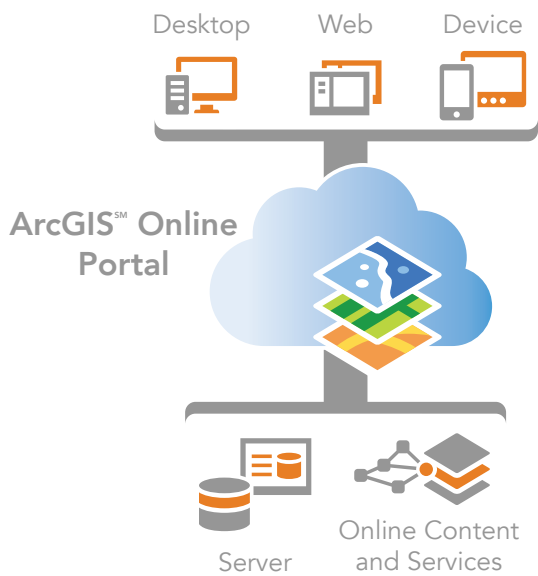 Desktop Web Device
ArcGIS℠ Online
Portal
Server
Online Content
and Services